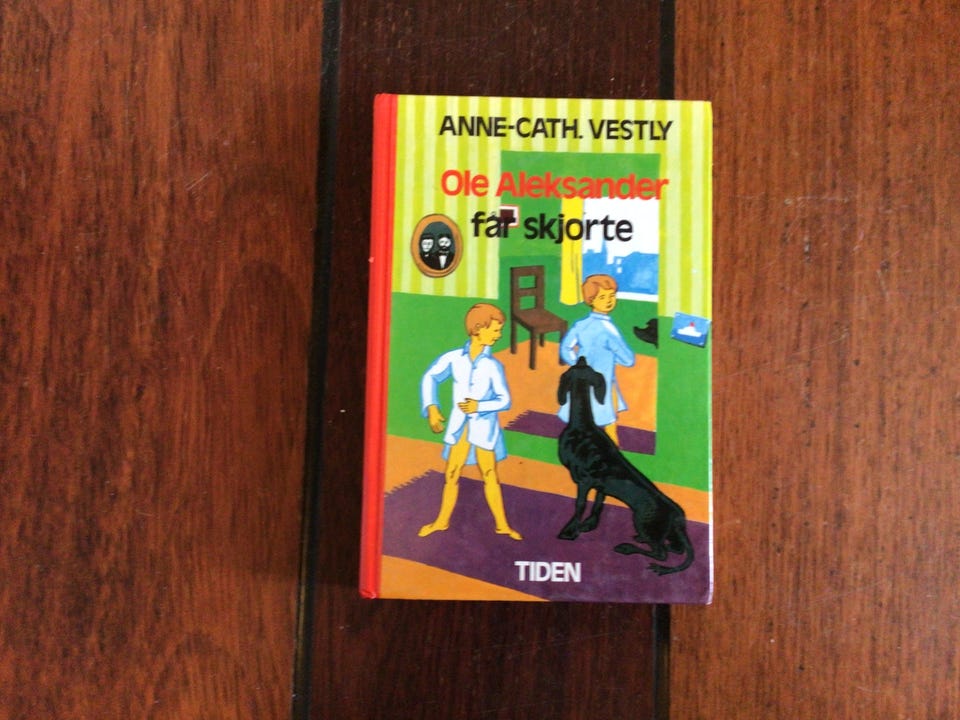 ANNE-CATH. VESTLY
Ole Aleksander
får skjorte
TIDEN